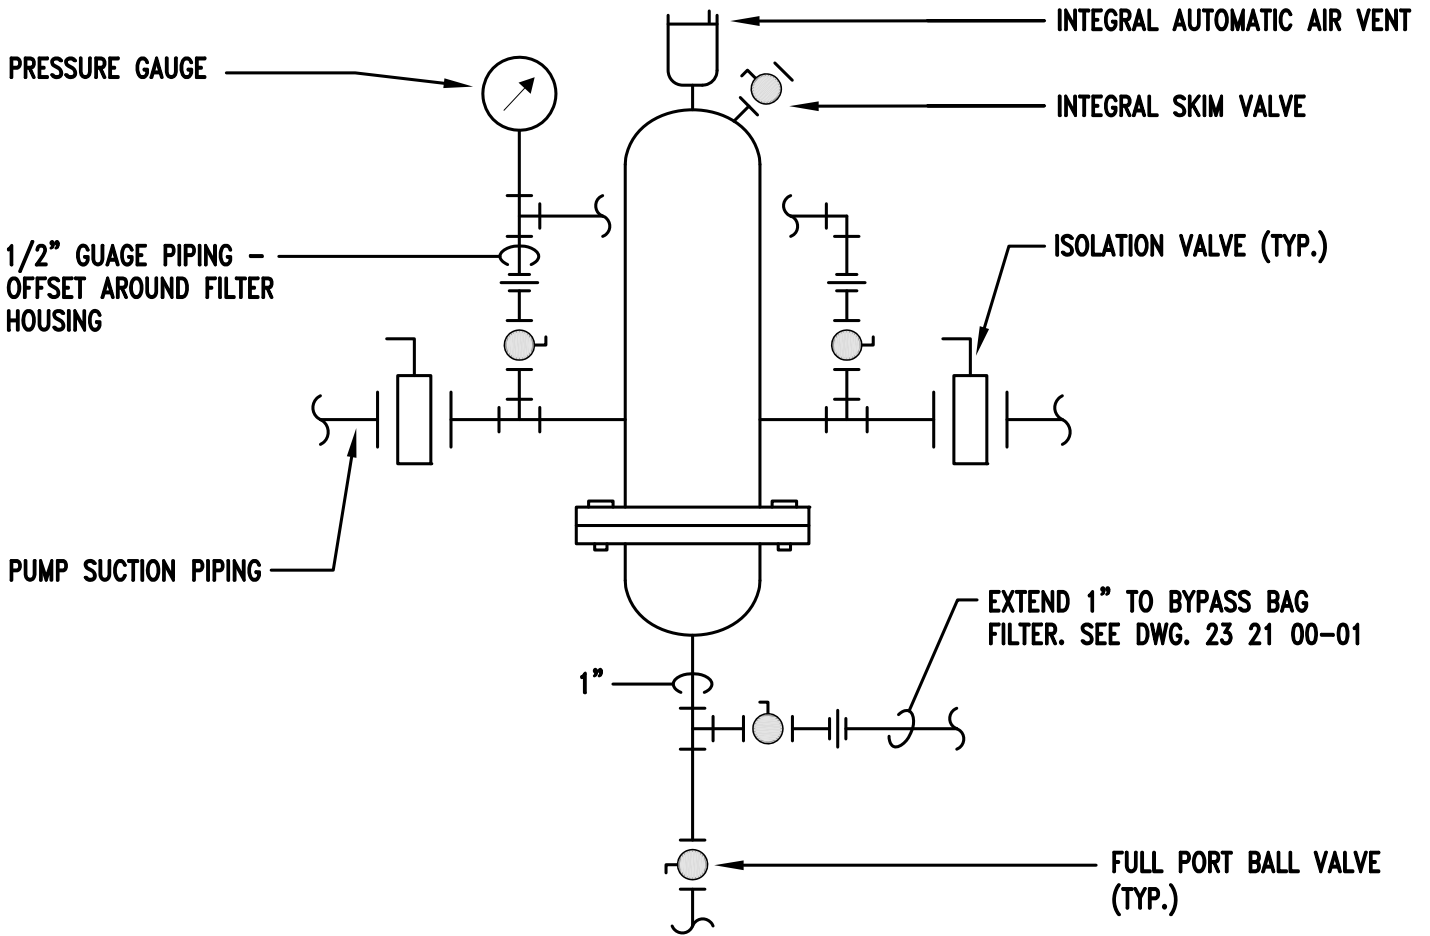 INTEGRAL AUTOMATIC AIR VENT
PRESSURE GAUGE
INTEGRAL SKIM VALVE
1/2" GUAGE PIPING –
OFFSET AROUND FILTER
HOUSING
ISOLATION VALVE (TYP.)
PUMP SUCTION PIPING
EXTEND 1" TO BYPASS BAG
FILTER. SEE DWG. 23 21 00-01
1"
FULL PORT BALL VALVE
(TYP.)